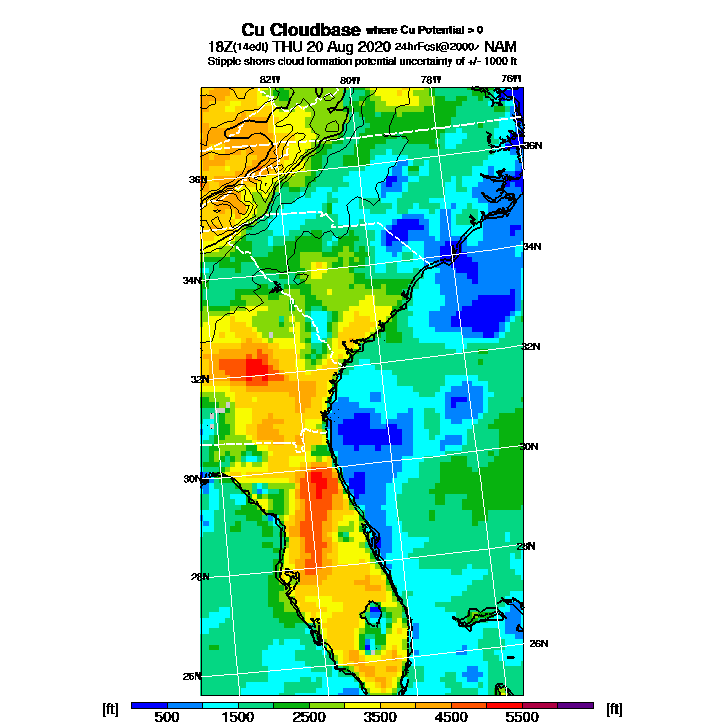 Cu Cloudbase where Cu Potential > 0
18Z(14edt) THU 20 Aug 2020 24hrFcst@2000z NAM
Stipple shows cloud formation potential uncertainty of +/- 1000 ft
82W 80W 78W 76W
36N
36N
34N
34N
32N
32N
30N
30N
28N
28N
26N
26N
[ft] 500 1500 2500 3500 4500 5500 [ft]